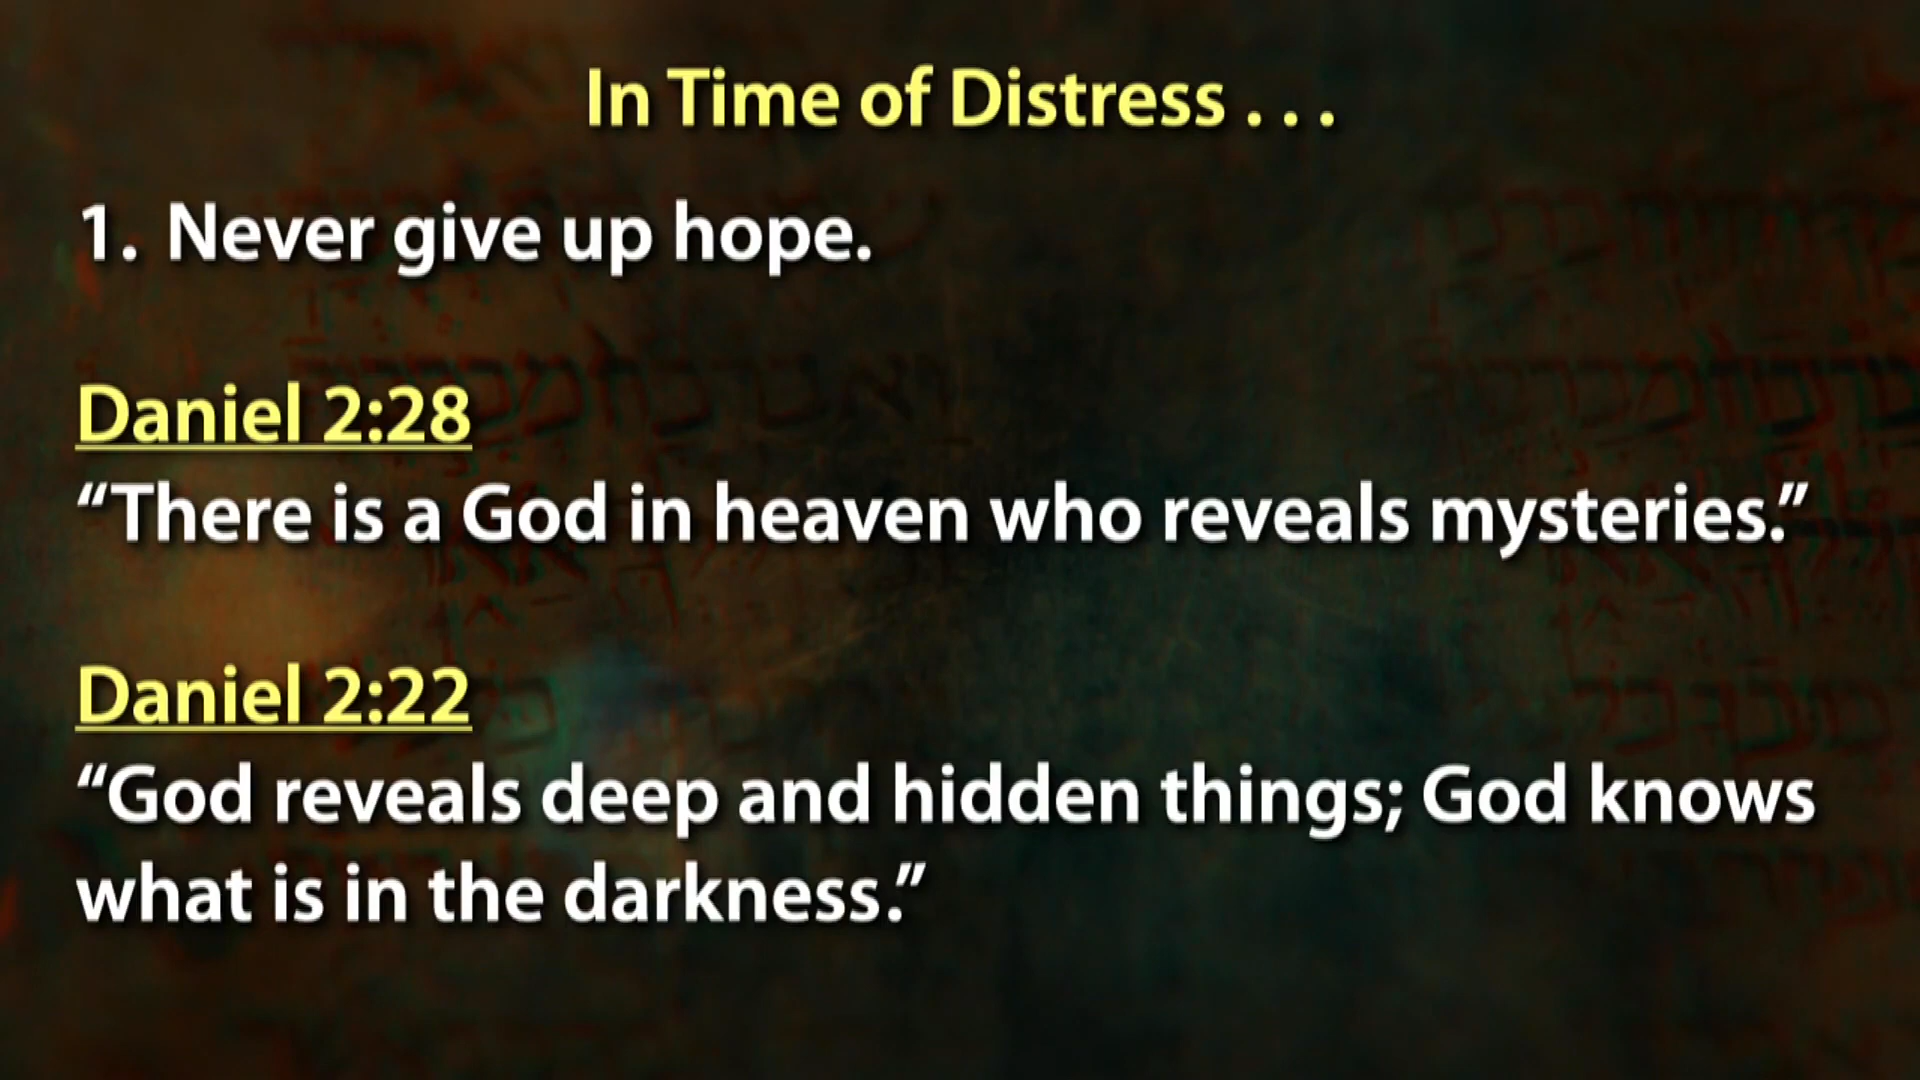 In Time of Distress . . .
1. Never give up hope.
Daniel 2:28
“There is a God in heaven who reveals mysteries.”
Daniel 2:22
“God reveals deep and hidden things; God knows
what is in the darkness.”